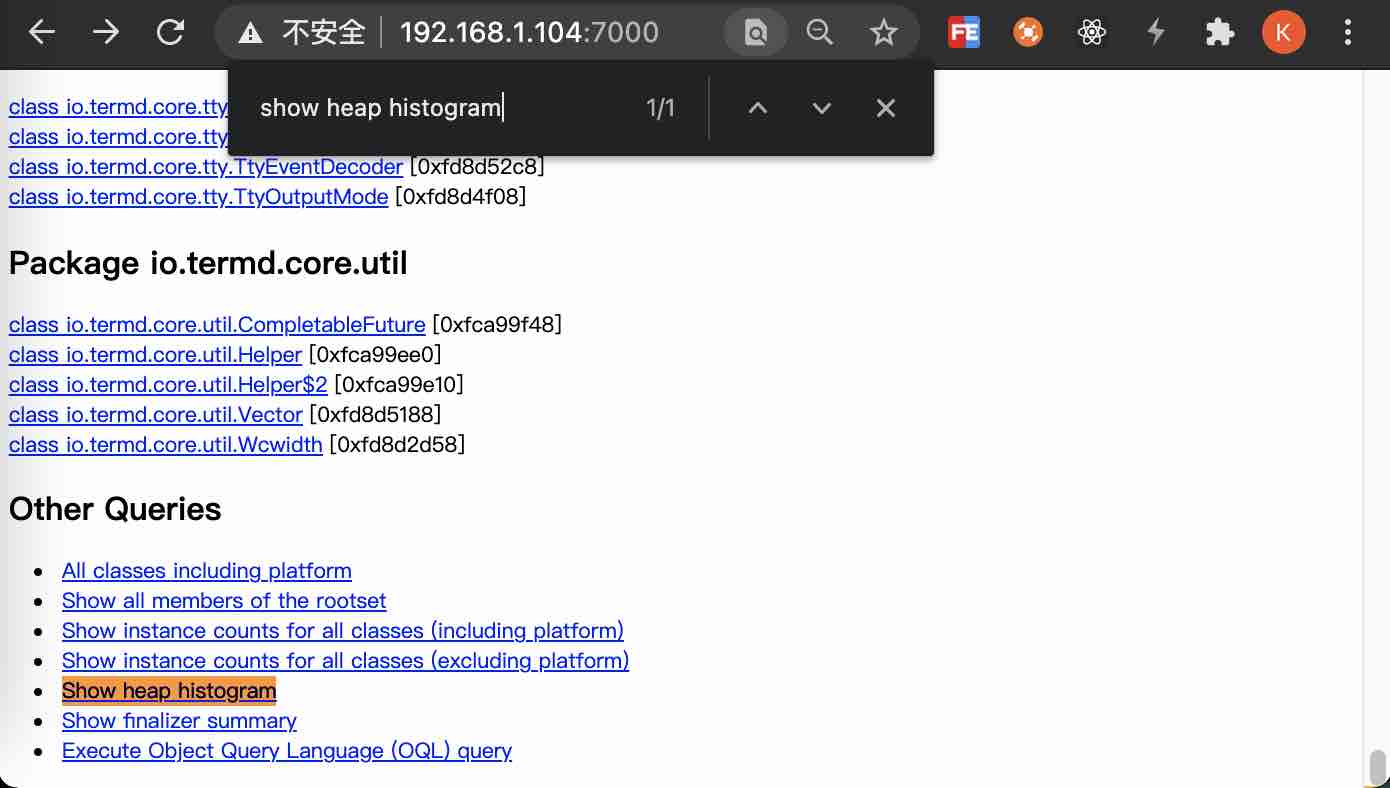 不安全 192.168.1.104:7000
FE
K
show heap histogram 1/1
class io.termd.core.tty
class io.termd.core.tty
class io.termd.core.tty.TtyEventDecoder [0xfd8d52c8]
class io.termd.core.tty.TtyOutputMode [0xfd8d4f08]
Package io.termd.core.util
class io.termd.core.util.CompletableFuture [0xfca99f48]
class io.termd.core.util.Helper [0xfca99ee0]
class io.termd.core.util.Helper$2 [0xfca99e10]
class io.termd.core.util.Vector [0xfd8d5188]
class io.termd.core.util.Wcwidth [0xfd8d2d58]
Other Queries
All classes including platform
Show all members of the rootset
Show instance counts for all classes (including platform)
Show instance counts for all classes (excluding platform)
Show heap histogram
Show finalizer summary
Execute Object Query Language (OQL) query